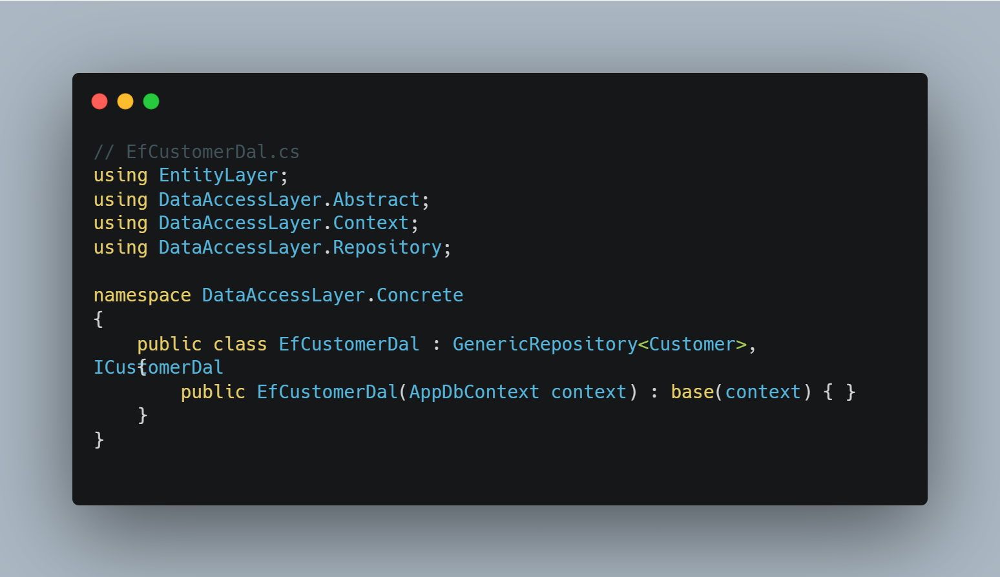 // EfCustomerDal.cs
using EntityLayer;
using DataAccessLayer.Abstract;
using DataAccessLayer.Context;
using DataAccessLayer.Repository;
namespace DataAccessLayer.Concrete
{
    public class EfCustomerDal : GenericRepository<Customer>,
ICustomerDal
    {
        public EfCustomerDal(AppDbContext context) : base(context) { }
    }
}